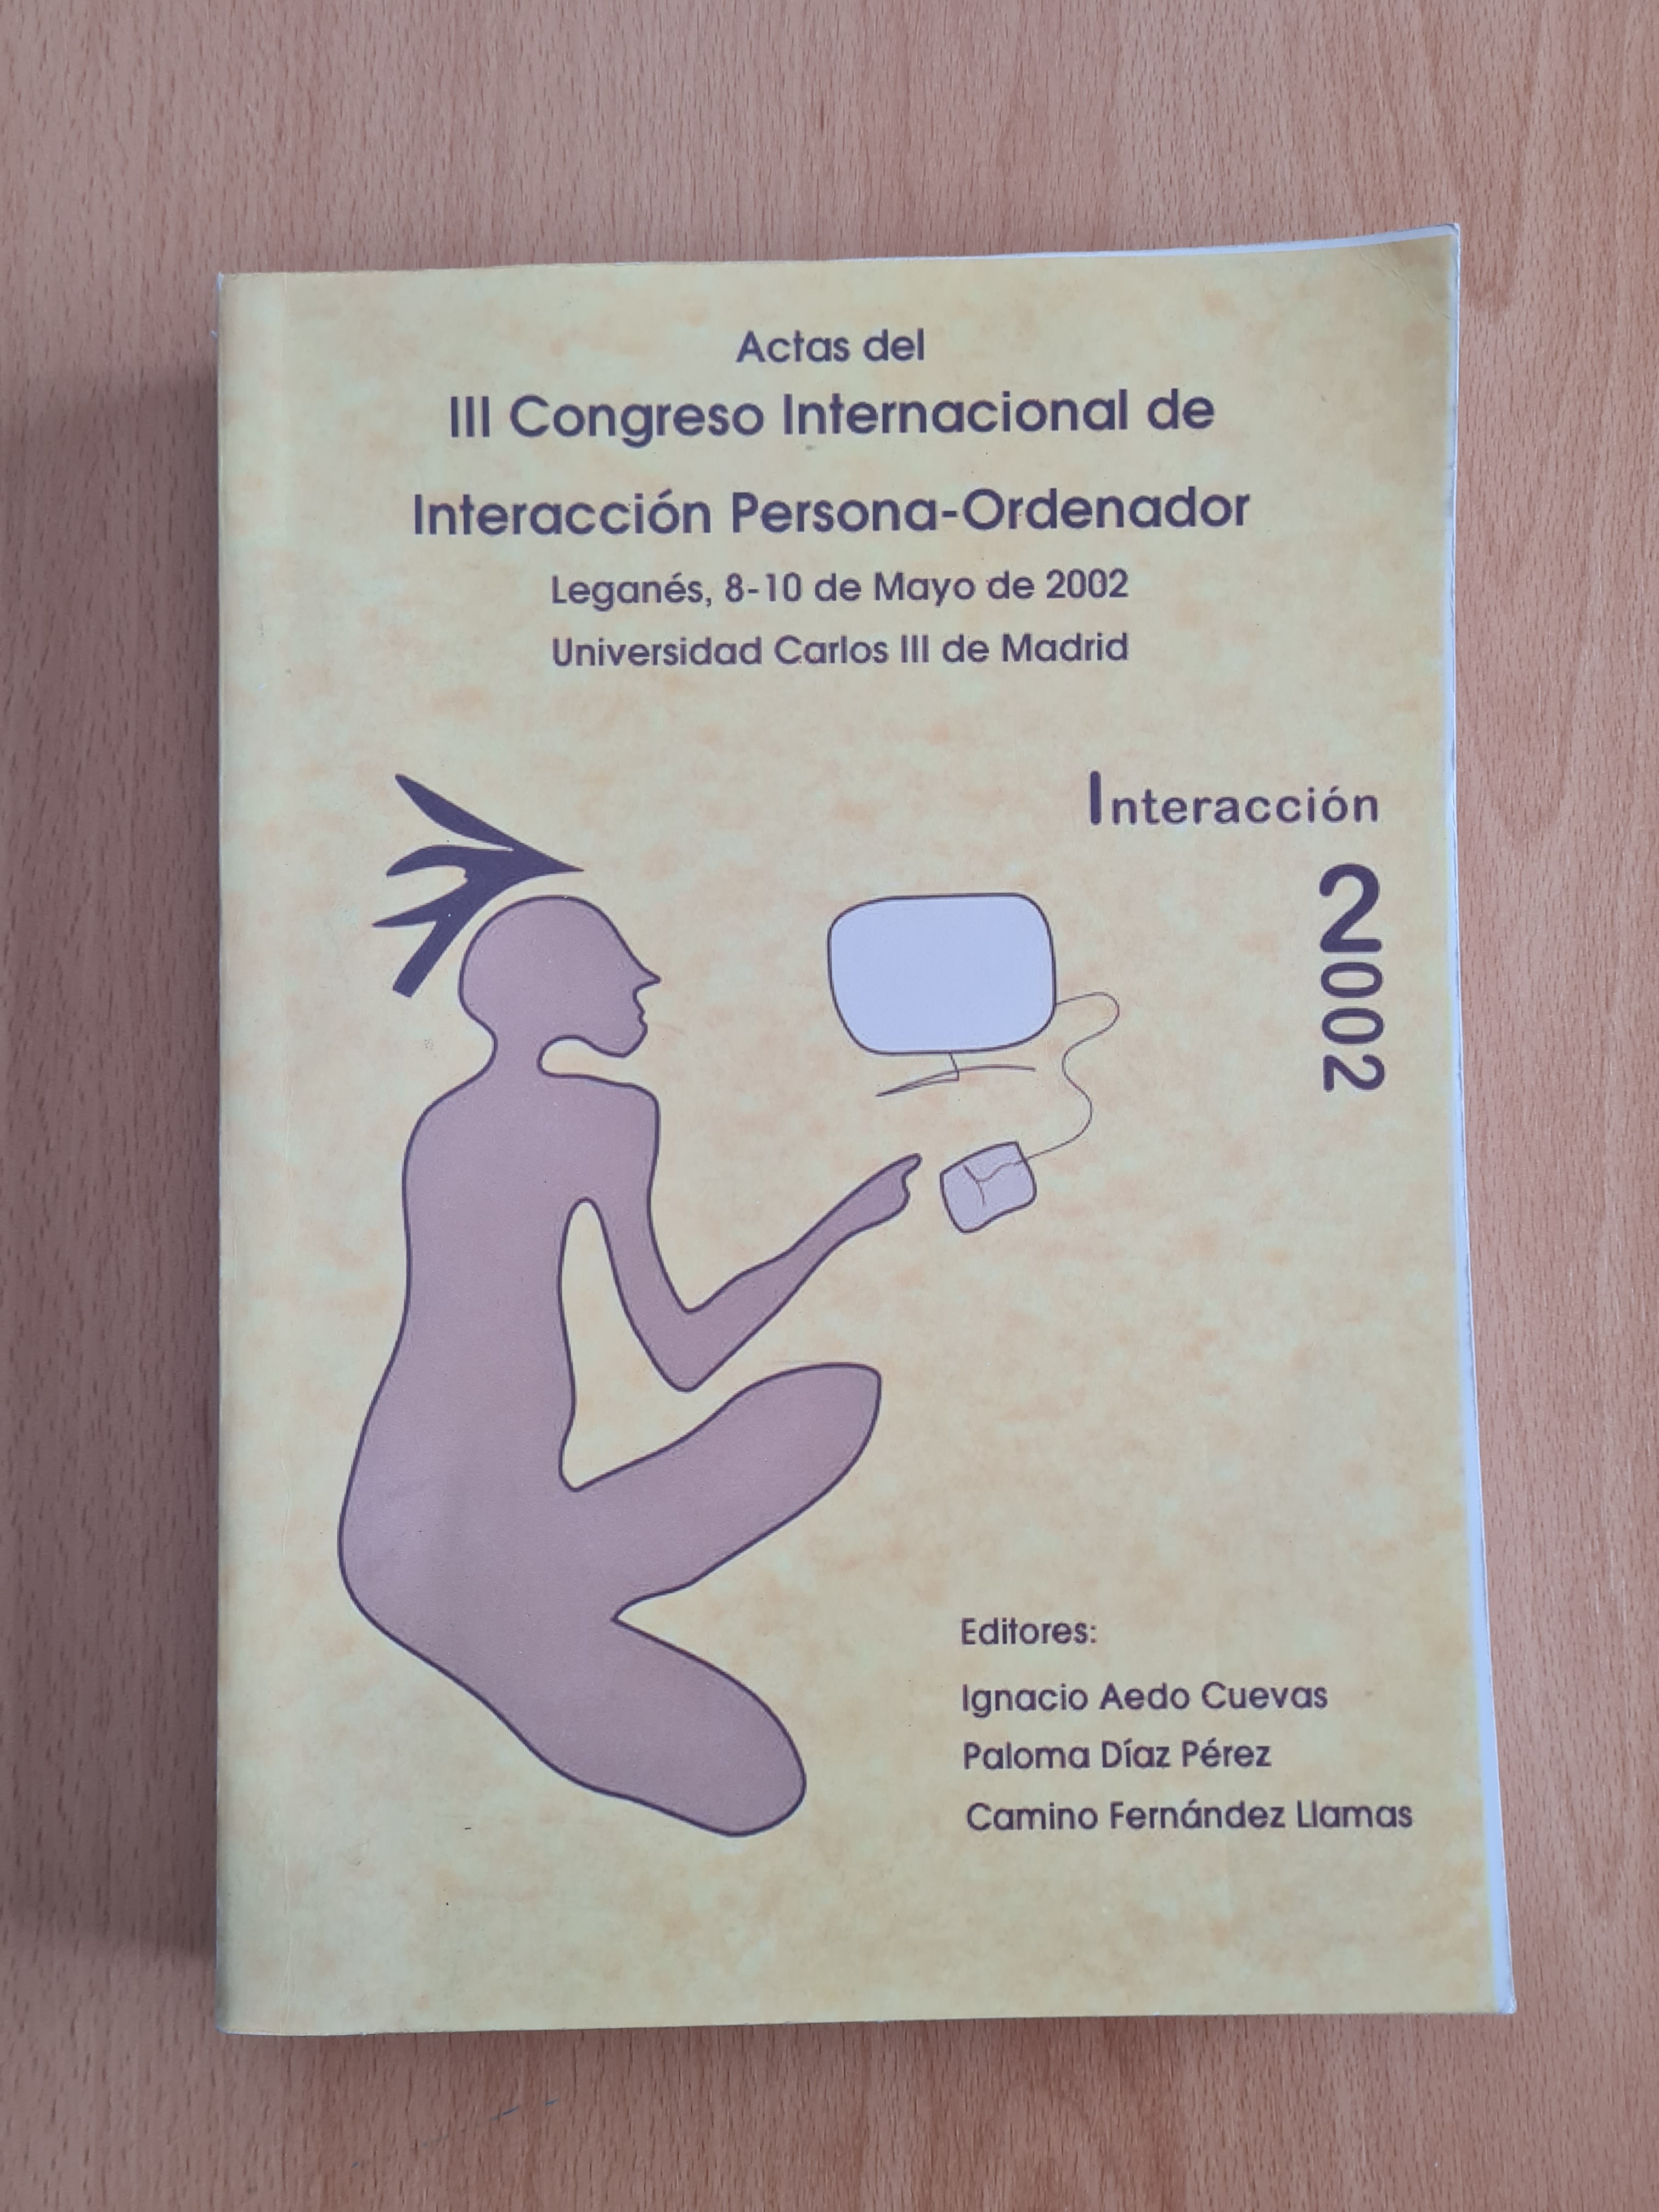 Actas del
III Congreso Internacional de
Interacción Persona-Ordenador
Leganés, 8-10 de Mayo de 2002
Universidad Carlos III de Madrid
Interacción
2002
Editores:
Ignacio Aedo Cuevas
Paloma Díaz Pérez
Camino Fernández Llamas